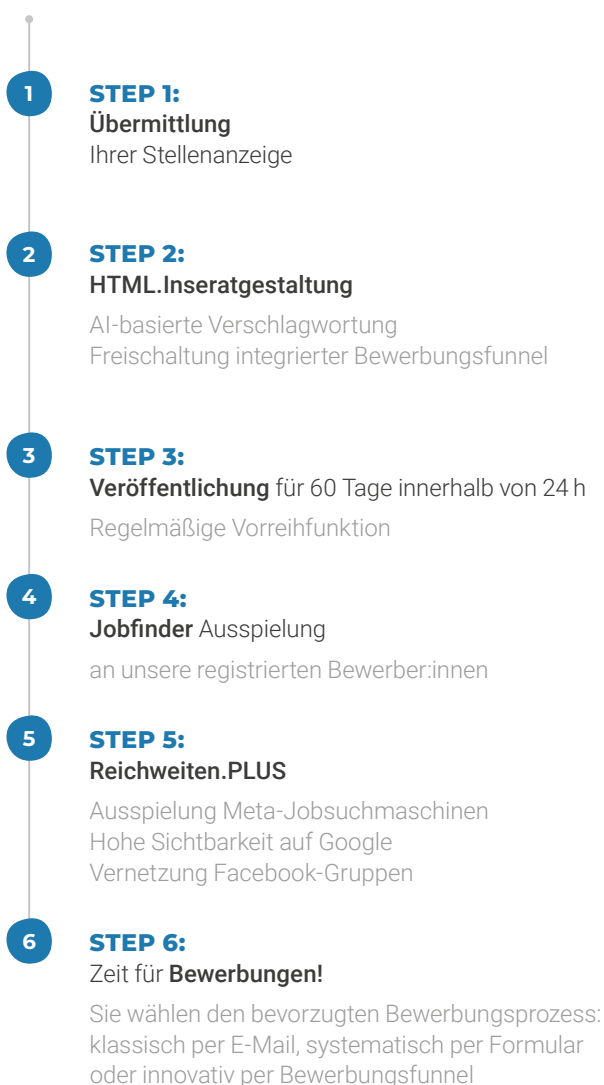 1
STEP 1:
Übermittlung
Ihrer Stellenanzeige
2
STEP 2:
HTML.Inseratgestaltung
AI-basierte Verschlagwortung
Freischaltung integrierter Bewerbungsfunnel
3
STEP 3:
Veröffentlichung für 60 Tage innerhalb von 24 h
Regelmäßige Vorreihfunktion
4
STEP 4:
Jobfinder Ausspielung
an unsere registrierten Bewerber:innen
5
STEP 5:
Reichweiten.PLUS
Ausspielung Meta-Jobsuchmaschinen
Hohe Sichtbarkeit auf Google
Vernetzung Facebook-Gruppen
6
STEP 6:
Zeit für Bewerbungen!
Sie wählen den bevorzugten Bewerbungsprozess:
klassisch per E-Mail, systematisch per Formular
oder innovativ per Bewerbungsfunnel